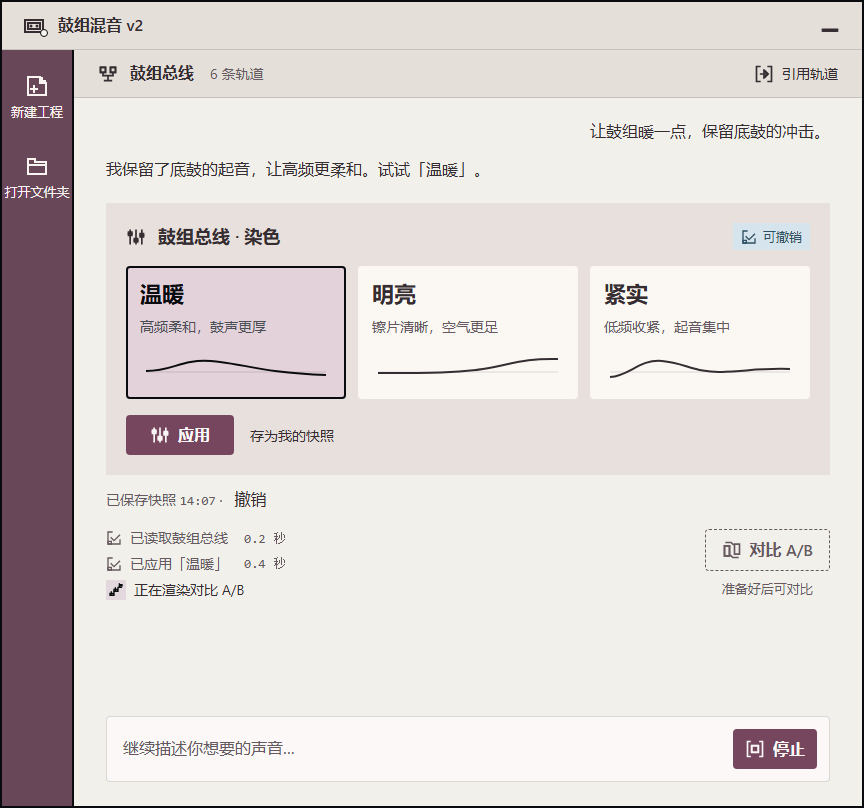 鼓组混音 v2
新建工程
打开文件夹
鼓组总线 6 条轨道
引用轨道
让鼓组暖一点，保留底鼓的冲击。
我保留了底鼓的起音，让高频更柔和。试试「温暖」。
鼓组总线 · 染色
可撤销
温暖
高频柔和，鼓声更厚
明亮
镲片清晰，空气更足
紧实
低频收紧，起音集中
应用
存为我的快照
已保存快照 14:07 · 撤销
已读取鼓组总线 0.2 秒
已应用「温暖」 0.4 秒
正在渲染对比 A/B
对比 A/B
准备好后可对比
继续描述你想要的声音...
停止